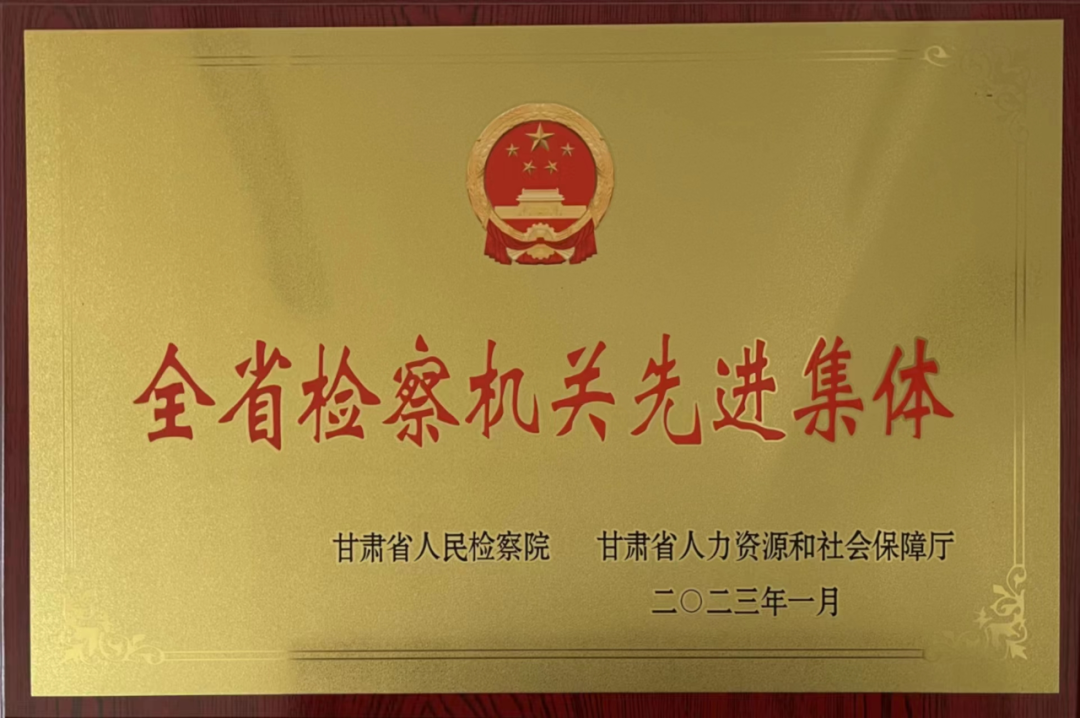 全省检察机关先进集体
甘肃省人民检察院 甘肃省人力资源和社会保障厅
二〇二三年一月